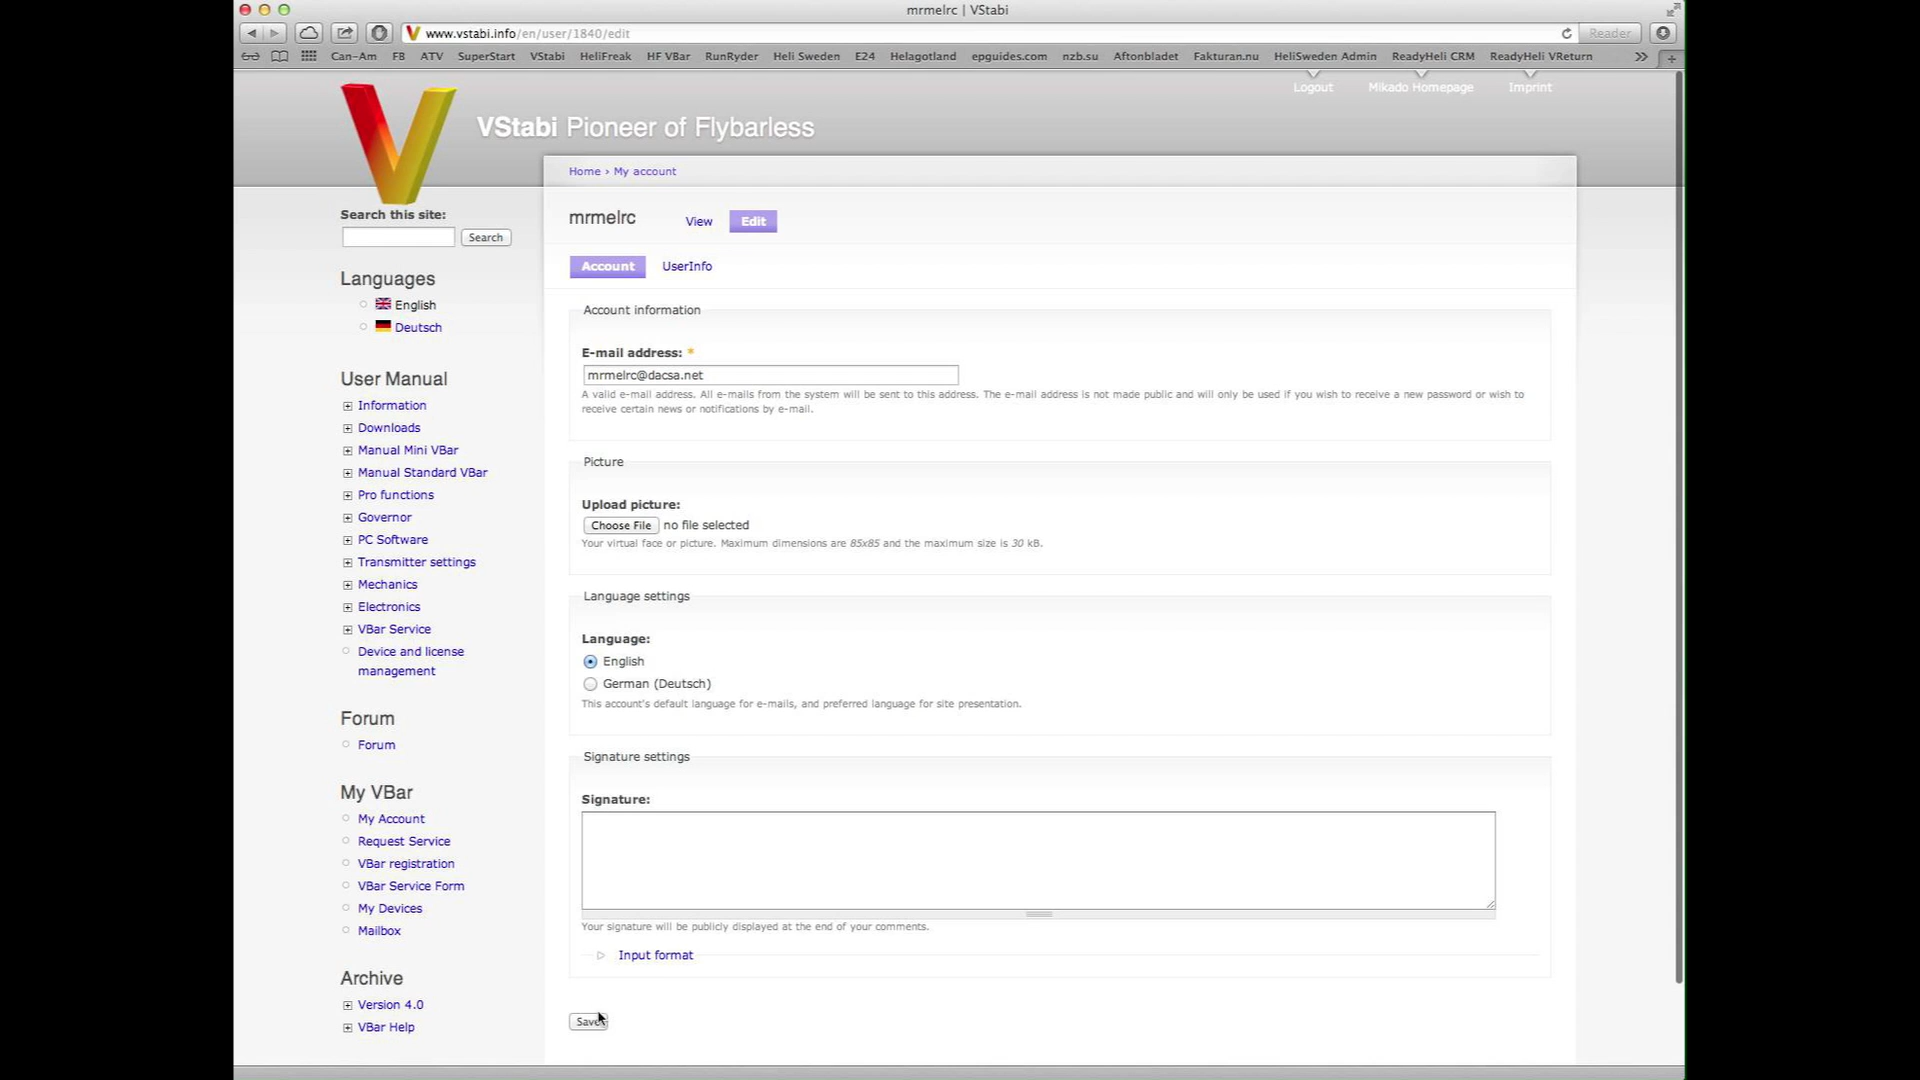 mrmelrc | VStabi
www.vstabi.info/en/user/1840/edit
Reader
Can-Am FB ATV SuperStart VStabi HeliFreak HF VBar RunRyder Heli Sweden E24 Helagotland epguides.com nzb.su Aftonbladet Fakturan.nu HeliSweden Admin ReadyHeli CRM ReadyHeli VReturn
Logout Mikado Homepage Imprint
VStabi Pioneer of Flybarless
Home › My account
mrmelrc View Edit
Account UserInfo
Search this site:
Search
Languages
English
Deutsch
User Manual
Information
Downloads
Manual Mini VBar
Manual Standard VBar
Pro functions
Governor
PC Software
Transmitter settings
Mechanics
Electronics
VBar Service
Device and license
management
Forum
Forum
My VBar
My Account
Request Service
VBar registration
VBar Service Form
My Devices
Mailbox
Archive
Version 4.0
VBar Help
Account information
E-mail address: *
mrmelrc@dacsa.net
A valid e-mail address. All e-mails from the system will be sent to this address. The e-mail address is not made public and will only be used if you wish to receive a new password or wish to
receive certain news or notifications by e-mail.
Picture
Upload picture:
Choose File no file selected
Your virtual face or picture. Maximum dimensions are 85x85 and the maximum size is 30 kB.
Language settings
Language:
English
German (Deutsch)
This account's default language for e-mails, and preferred language for site presentation.
Signature settings
Signature:
Your signature will be publicly displayed at the end of your comments.
Input format
Save